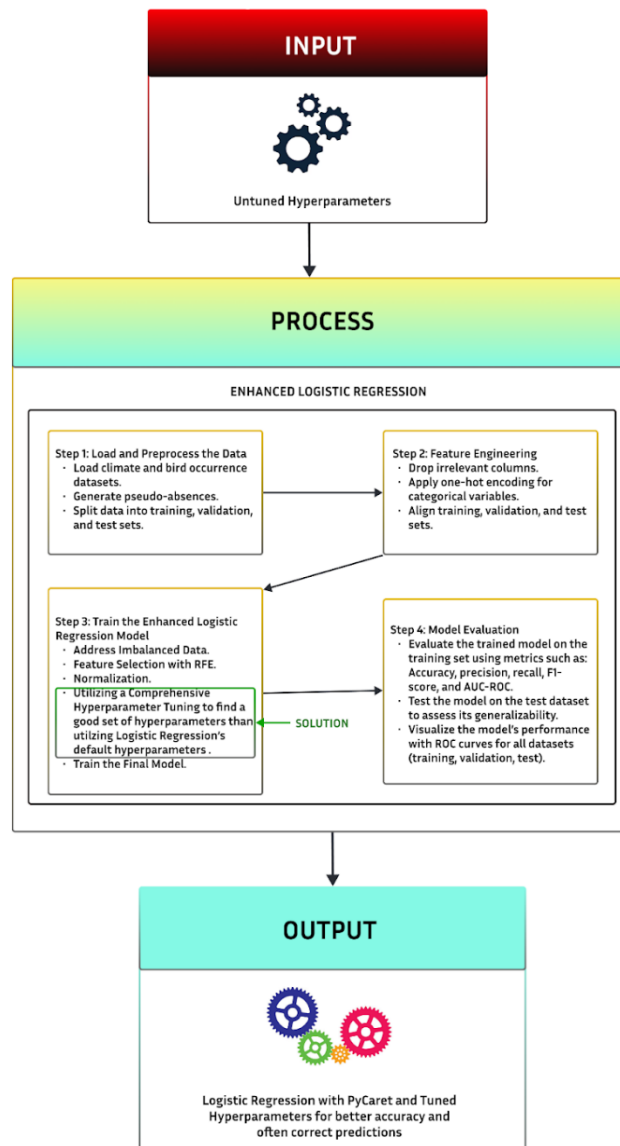 INPUT
Untuned Hyperparameters
PROCESS
ENHANCED LOGISTIC REGRESSION
Step 1: Load and Preprocess the Data
· Load climate and bird occurrence
datasets.
· Generate pseudo-absences.
· Split data into training, validation,
and test sets.
Step 2: Feature Engineering
· Drop irrelevant columns.
· Apply one-hot encoding for
categorical variables.
· Align training, validation, and test
sets.
Step 3: Train the Enhanced Logistic
Regression Model
· Address Imbalanced Data.
· Feature Selection with RFE.
· Normalization.
· Utilizing a Comprehensive
Hyperparameter Tuning to find a
good set of hyperparameters than
utilzing Logistic Regression's
default hyperparameters .
· Train the Final Model.
SOLUTION
Step 4: Model Evaluation
· Evaluate the trained model on the
training set using metrics such as:
Accuracy, precision, recall, F1-
score, and AUC-ROC.
· Test the model on the test dataset
to assess its generalizability.
· Visualize the model's performance
with ROC curves for all datasets
(training, validation, test).
OUTPUT
Logistic Regression with PyCaret and Tuned
Hyperparameters for better accuracy and
often correct predictions